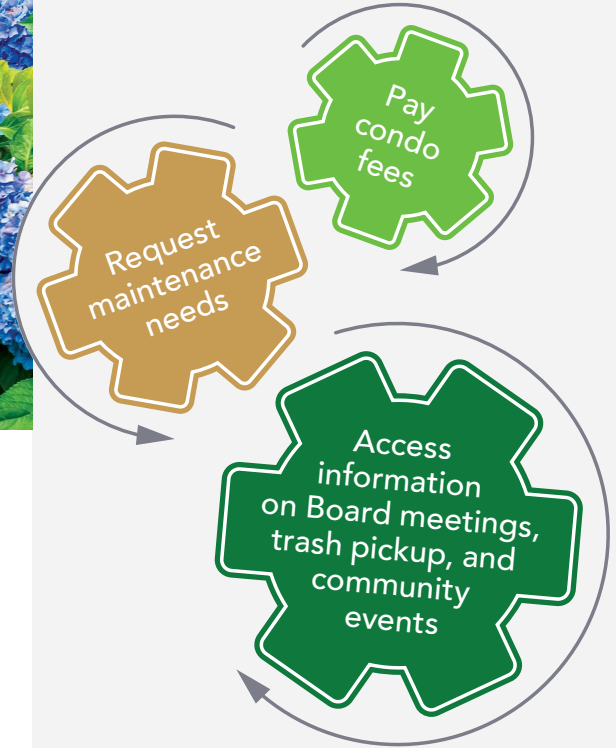 Pay
condo
fees
Request
maintenance
needs
Access
information
on Board meetings,
trash pickup, and
community
events